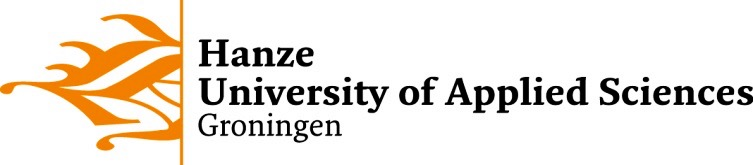 Hanze
University of Applied Sciences
Groningen